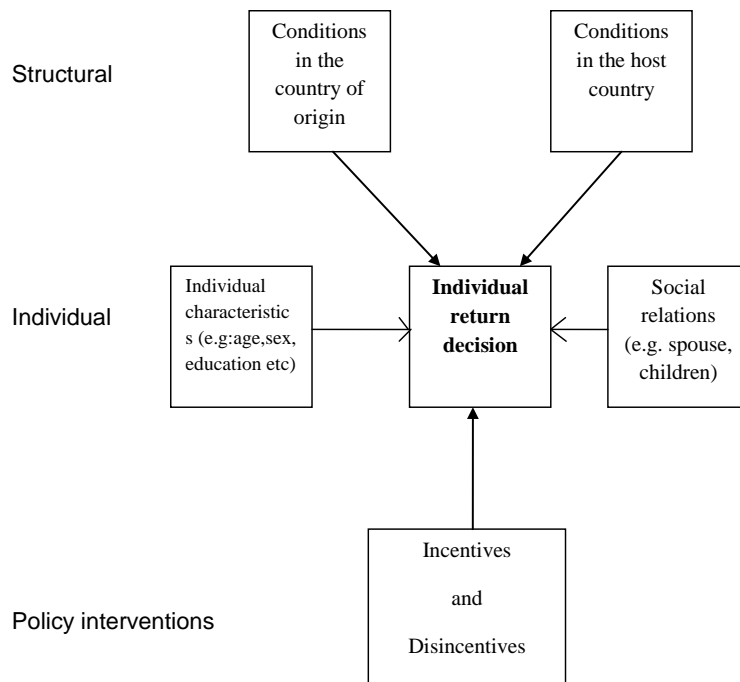 Structural
Conditions
in the
country of
origin
Conditions
in the host
country
Individual
Individual
characteristic
s (e.g:age,sex,
education etc)
Individual
return
decision
Social
relations
(e.g. spouse,
children)
Policy interventions
Incentives
and
Disincentives